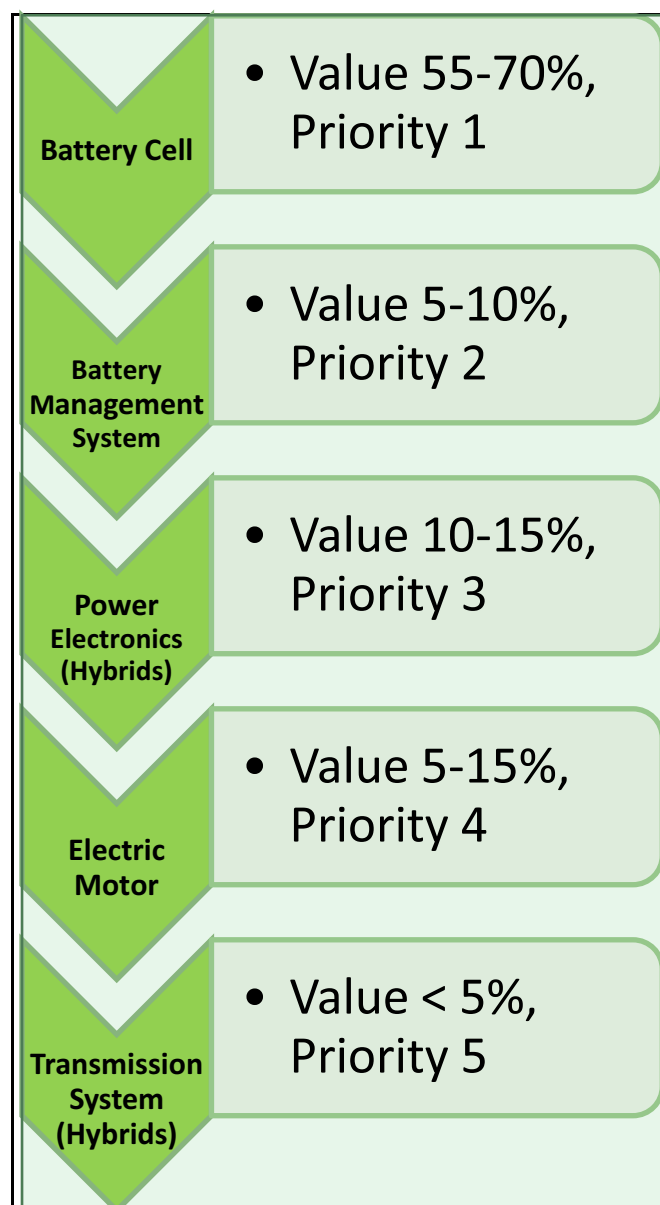 Battery Cell
• Value 55-70%,
Priority 1
Battery
Management
System
• Value 5-10%,
Priority 2
Power
Electronics
(Hybrids)
• Value 10-15%,
Priority 3
Electric
Motor
• Value 5-15%,
Priority 4
Transmission
System
(Hybrids)
• Value < 5%,
Priority 5